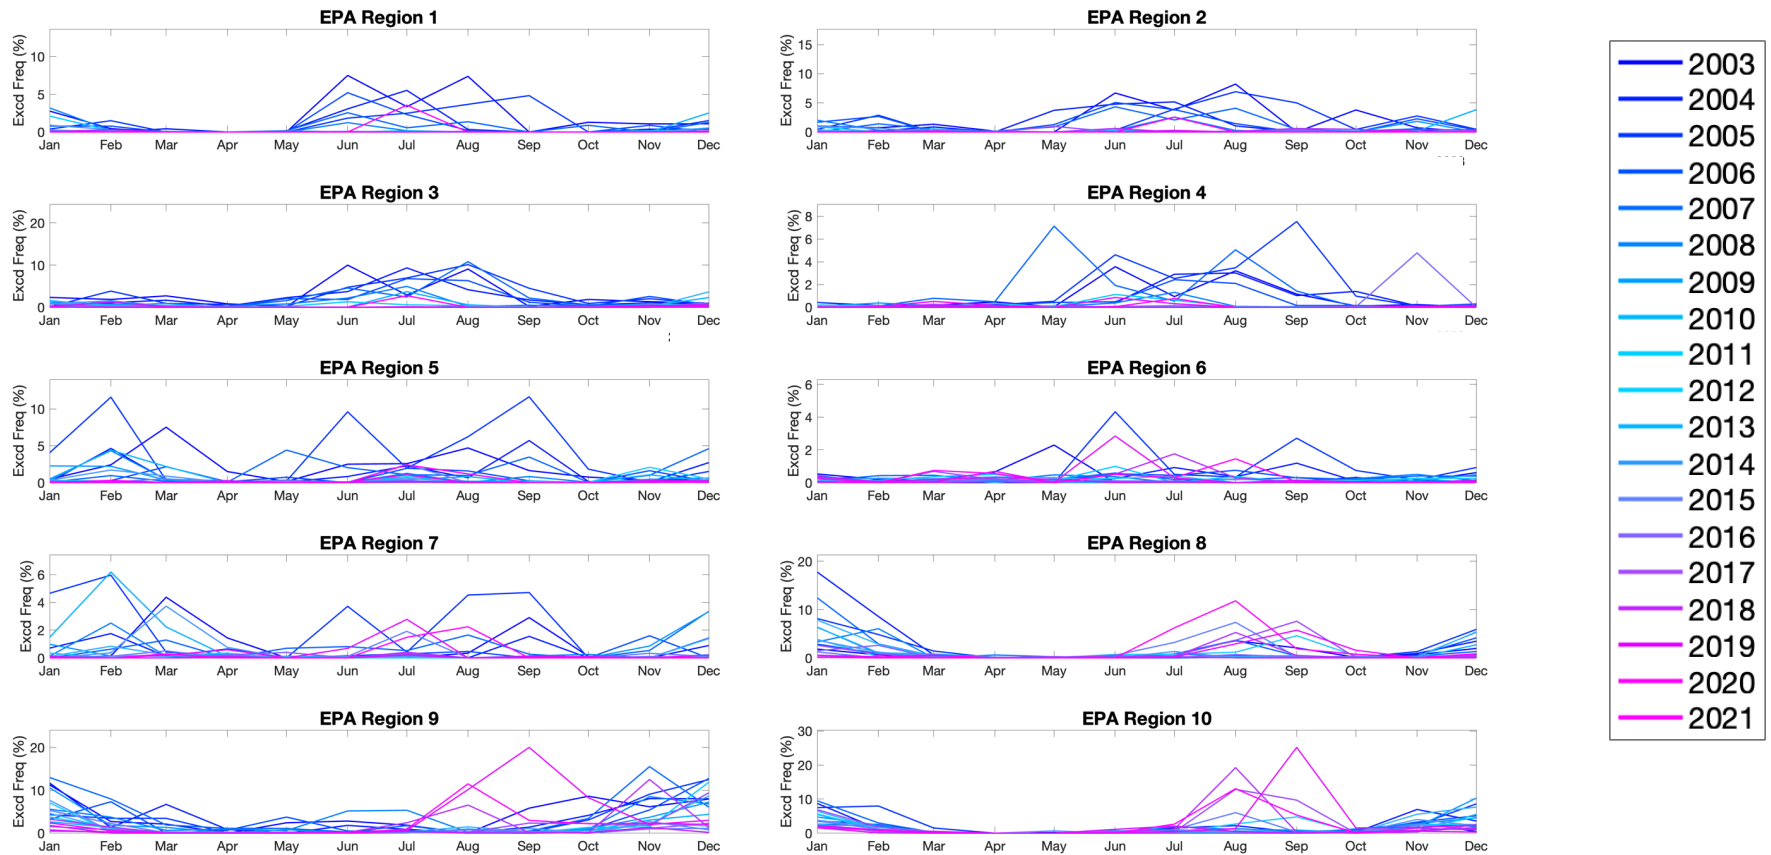 EPA Region 1
Excd Freq (%)
10
5
0
Jan Feb Mar Apr May Jun Jul Aug Sep Oct Nov Dec
EPA Region 2
Excd Freq (%)
15
10
5
0
Jan Feb Mar Apr May Jun Jul Aug Sep Oct Nov Dec
EPA Region 3
Excd Freq (%)
20
10
0
Jan Feb Mar Apr May Jun Jul Aug Sep Oct Nov Dec
EPA Region 4
Excd Freq (%)
8
6
4
2
0
Jan Feb Mar Apr May Jun Jul Aug Sep Oct Nov Dec
EPA Region 5
Excd Freq (%)
10
5
0
Jan Feb Mar Apr May Jun Jul Aug Sep Oct Nov Dec
EPA Region 6
Excd Freq (%)
6
4
2
0
Jan Feb Mar Apr May Jun Jul Aug Sep Oct Nov Dec
EPA Region 7
Excd Freq (%)
6
4
2
0
Jan Feb Mar Apr May Jun Jul Aug Sep Oct Nov Dec
EPA Region 8
Excd Freq (%)
20
10
0
Jan Feb Mar Apr May Jun Jul Aug Sep Oct Nov Dec
EPA Region 9
Excd Freq (%)
20
10
0
Jan Feb Mar Apr May Jun Jul Aug Sep Oct Nov Dec
EPA Region 10
Excd Freq (%)
30
20
10
0
Jan Feb Mar Apr May Jun Jul Aug Sep Oct Nov Dec
2003
2004
2005
2006
2007
2008
2009
2010
2011
2012
2013
2014
2015
2016
2017
2018
2019
2020
2021